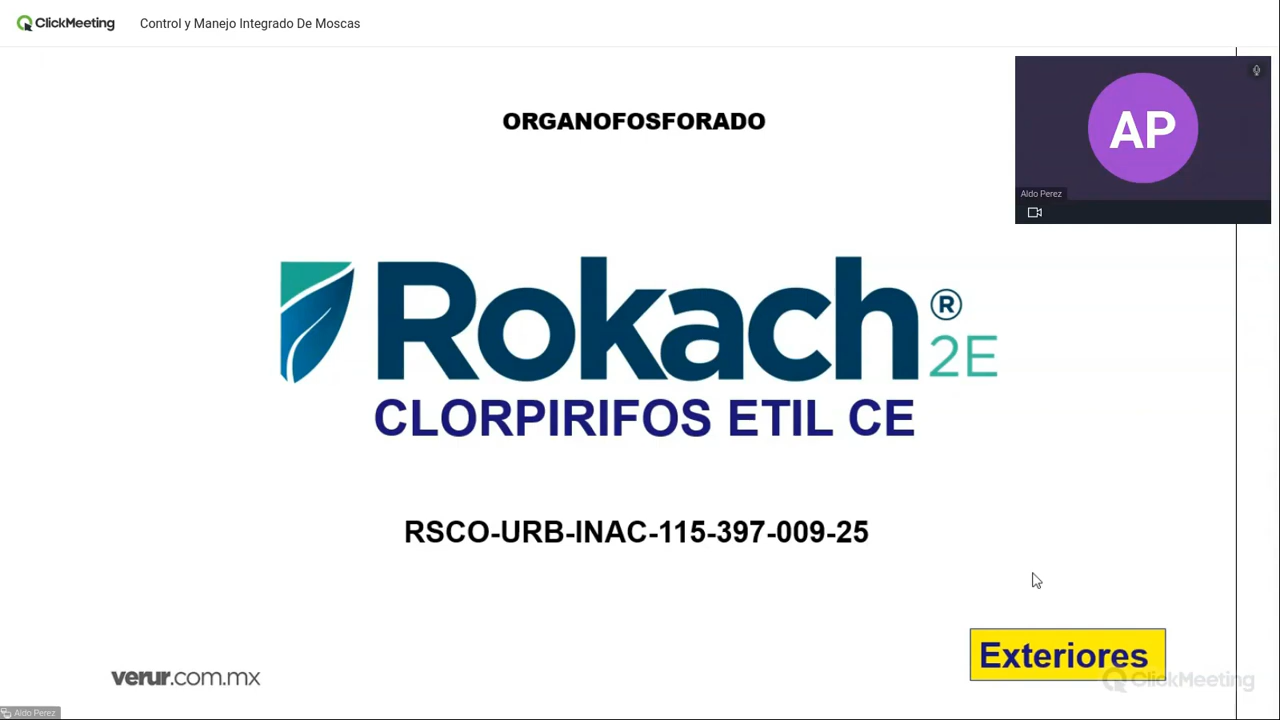 ClickMeeting Control y Manejo Integrado De Moscas
ORGANOFOSFORADO
AP
Aldo Perez
Rokach® 2E
CLORPIRIFOS ETIL CE
RSCO-URB-INAC-115-397-009-25
Exteriores
verur.com.mx
ClickMeeting
Aldo Perez